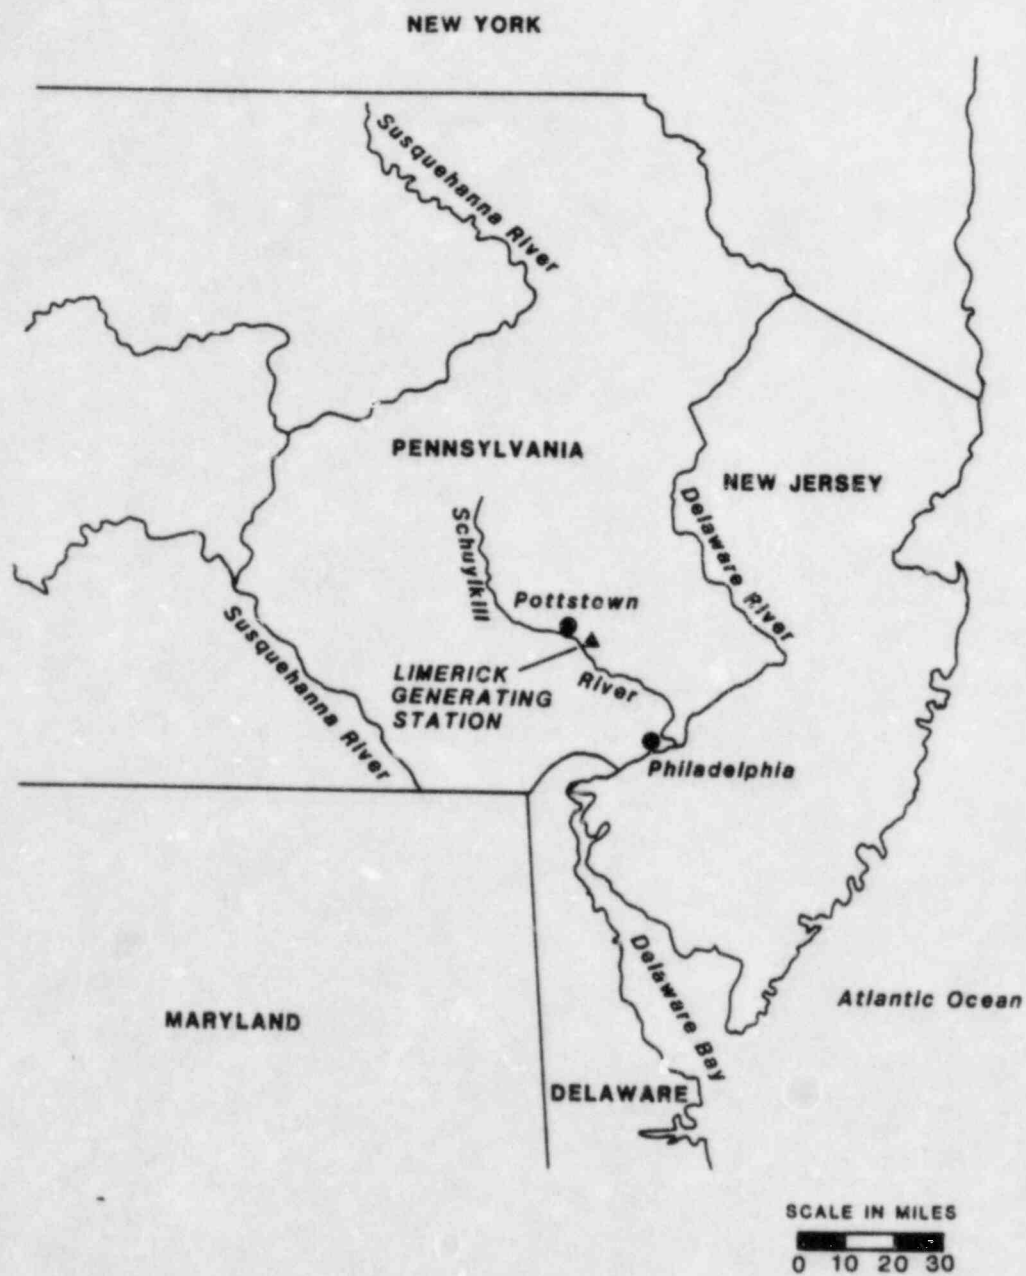 NEW YORK
Susquehanna River
PENNSYLVANIA
NEW JERSEY
Delaware River
Schuylkill
Pottstown
LIMERICK
GENERATING
STATION
River
Susquehanna River
Philadelphia
Delaware Bay
Atlantic Ocean
MARYLAND
DELAWARE
SCALE IN MILES
0 10 20 30